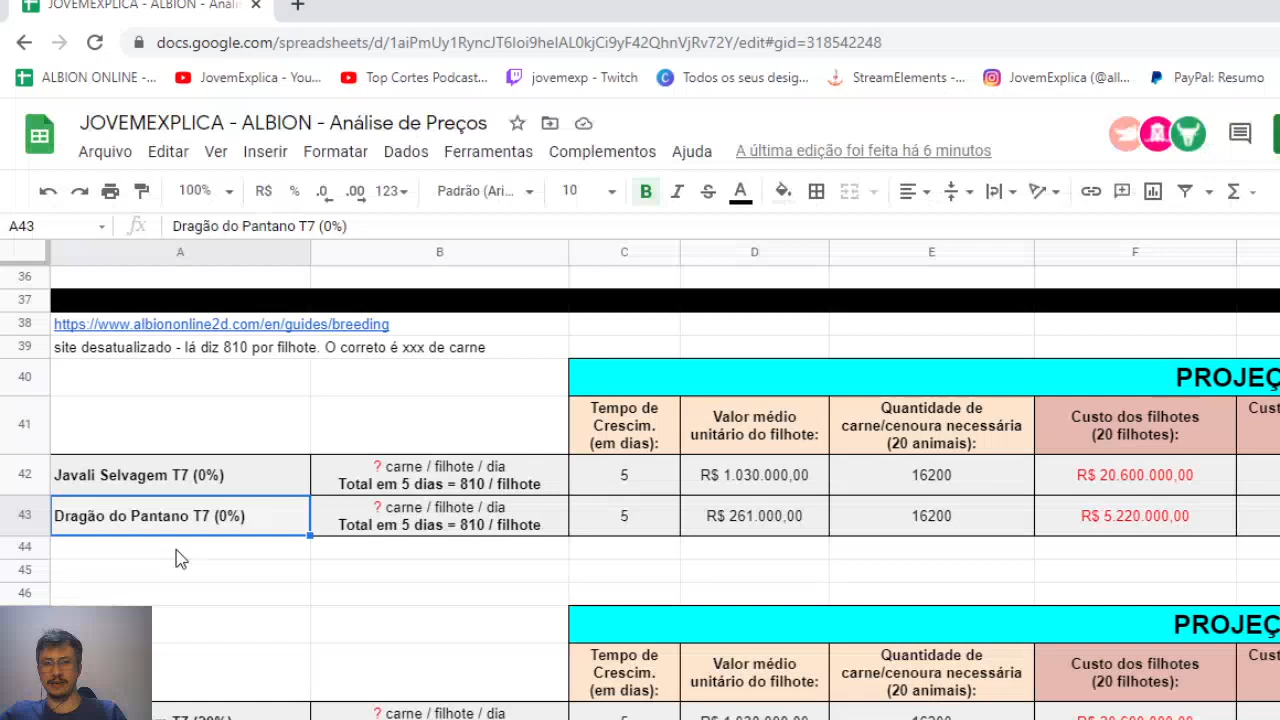 JOVEMEXPLICA - ALBION - Análi
docs.google.com/spreadsheets/d/1aiPmUy1RyncJT6Ioi9heIAL0kjCi9yF42QhnVjRv72Y/edit#gid=318542248
ALBION ONLINE -... JovemExplica - You... Top Cortes Podcast... jovemexp - Twitch Todos os seus desig... StreamElements -... JovemExplica (@all... PayPal: Resumo
JOVEMEXPLICA - ALBION - Análise de Preços
Arquivo Editar Ver Inserir Formatar Dados Ferramentas Complementos Ajuda A última edição foi feita há 6 minutos
100% R$ % .0 .00 123 Padrão (Ari... 10 B I S A
A43 fx Dragão do Pantano T7 (0%)
A B C D E F
36
37
38 https://www.albiononline2d.com/en/guides/breeding
39 site desatualizado - lá diz 810 por filhote. O correto é xxx de carne
40 PROJEÇ
41 Tempo de Crescim. (em dias): Valor médio unitário do filhote: Quantidade de carne/cenoura necessária (20 animais): Custo dos filhotes (20 filhotes): Cust
42 Javali Selvagem T7 (0%) ? carne / filhote / dia Total em 5 dias = 810 / filhote 5 R$ 1.030.000,00 16200 R$ 20.600.000,00
43 Dragão do Pantano T7 (0%) ? carne / filhote / dia Total em 5 dias = 810 / filhote 5 R$ 261.000,00 16200 R$ 5.220.000,00
44
45
46
PROJEÇ
Tempo de Crescim. (em dias): Valor médio unitário do filhote: Quantidade de carne/cenoura necessária (20 animais): Custo dos filhotes (20 filhotes): Cust
? carne / filhote / dia